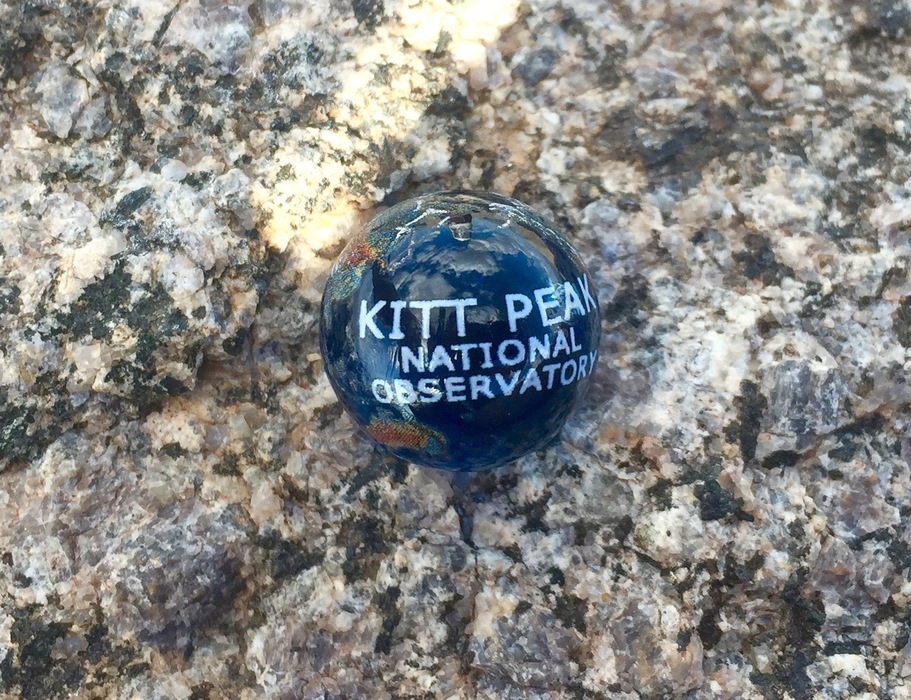 KITT PEAK
NATIONAL
OBSERVATORY